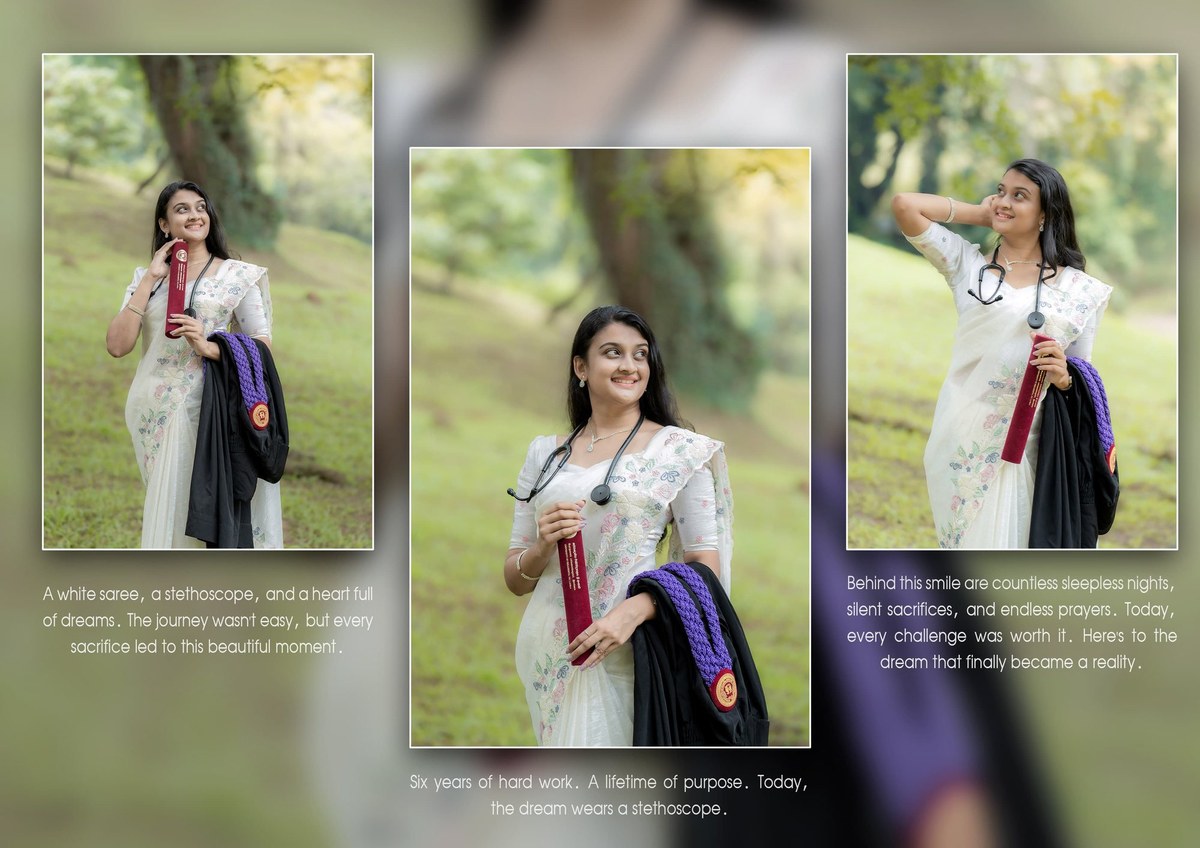 A white saree, a stethoscope, and a heart full
of dreams. The journey wasn't easy, but every
sacrifice led to this beautiful moment.
Six years of hard work. A lifetime of purpose. Today,
the dream wears a stethoscope.
Behind this smile are countless sleepless nights,
silent sacrifices, and endless prayers. Today,
every challenge was worth it. Here's to the
dream that finally became a reality.